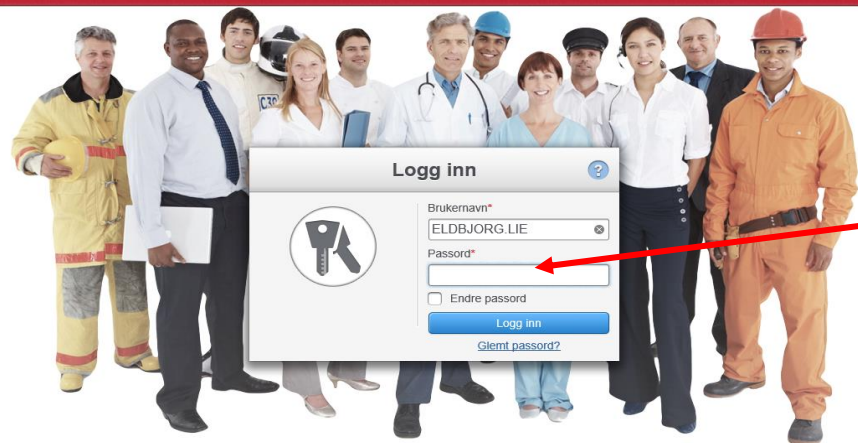 C30
Logg inn
?
Brukernavn*
ELDBJORG.LIE
Passord*
Endre passord
Logg inn
Glemt passord?